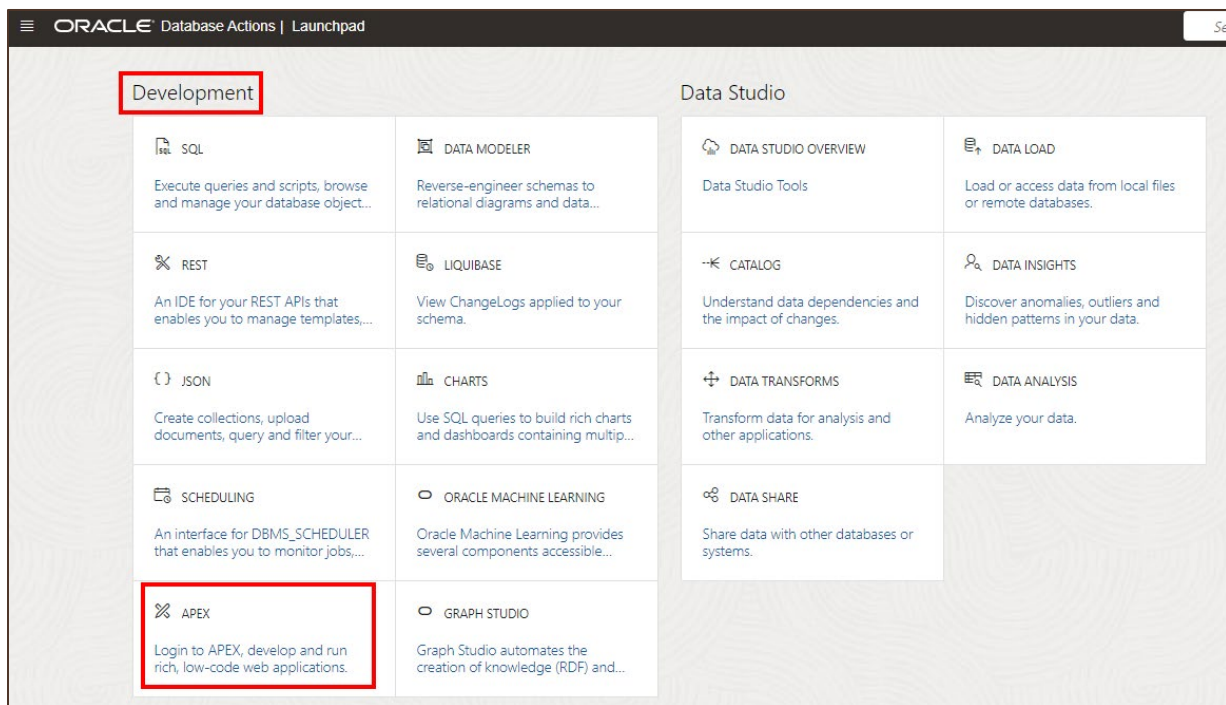 ORACLE Database Actions | Launchpad
Development
SQL
Execute queries and scripts, browse
and manage your database object...
DATA MODELER
Reverse-engineer schemas to
relational diagrams and data...
REST
An IDE for your REST APIs that
enables you to manage templates,...
LIQUIBASE
View ChangeLogs applied to your
schema.
JSON
Create collections, upload
documents, query and filter your...
CHARTS
Use SQL queries to build rich charts
and dashboards containing multip...
SCHEDULING
An interface for DBMS_SCHEDULER
that enables you to monitor jobs,...
ORACLE MACHINE LEARNING
Oracle Machine Learning provides
several components accessible...
APEX
Login to APEX, develop and run
rich, low-code web applications.
GRAPH STUDIO
Graph Studio automates the
creation of knowledge (RDF) and...
Data Studio
DATA STUDIO OVERVIEW
Data Studio Tools
DATA LOAD
Load or access data from local files
or remote databases.
CATALOG
Understand data dependencies and
the impact of changes.
DATA INSIGHTS
Discover anomalies, outliers and
hidden patterns in your data.
DATA TRANSFORMS
Transform data for analysis and
other applications.
DATA ANALYSIS
Analyze your data.
DATA SHARE
Share data with other databases or
systems.